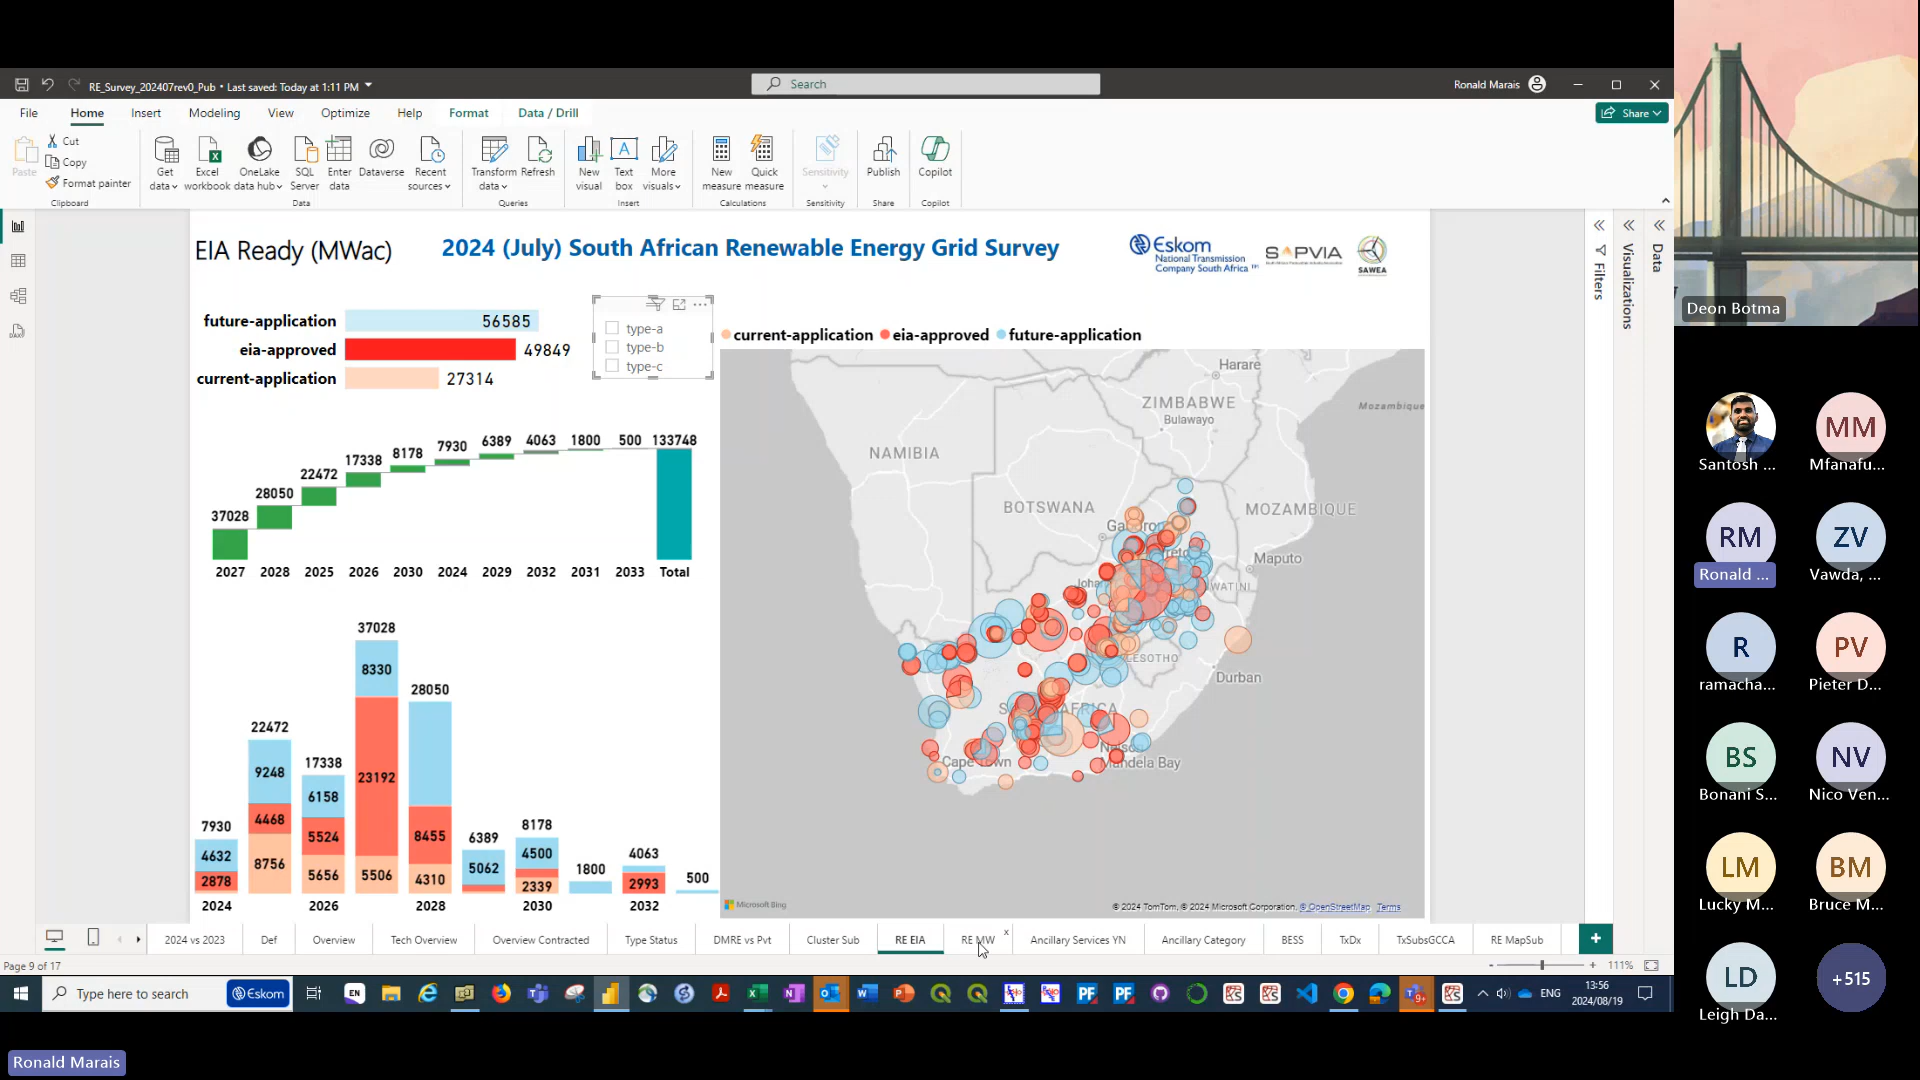 RE_Survey_202407rev0_Pub • Last saved: Today at 1:11 PM
Search
Ronald Marais
File Home Insert Modeling View Optimize Help Format Data / Drill
Share
Paste
Cut
Copy
Format painter
Get data
Excel workbook
OneLake data hub
SQL Server
Enter data
Dataverse
Recent sources
Transform data
Refresh
New visual
Text box
More visuals
New measure
Quick measure
Sensitivity
Publish
Copilot
Clipboard Data Queries Insert Calculations Sensitivity Share Copilot
EIA Ready (MWac)
2024 (July) South African Renewable Energy Grid Survey
Eskom
National Transmission
Company South Africa
SAPVIA
SAWEA
Filters
Visualizations
Data
future-application 56585
eia-approved 49849
current-application 27314
type-a
type-b
type-c
current-application eia-approved future-application
37028 28050 22472 17338 8178 7930 6389 4063 1800 500 133748
2027 2028 2025 2026 2030 2024 2029 2032 2031 2033 Total
7930 22472 17338 37028 28050 6389 8178 1800 4063 500
4632 9248 6158 8330 5062 4500
2878 4468 5524 23192 8455 2993
8756 5656 5506 4310 2339
2024 2026 2028 2030 2032
Harare
ZIMBABWE
Bulawayo
Mozambique
NAMIBIA
BOTSWANA
MOZAMBIQUE
Maputo
LESOTHO
Durban
Cape Town
Nelson
Mandela Bay
Microsoft Bing
© 2024 TomTom, © 2024 Microsoft Corporation, © OpenStreetMap Terms
2024 vs 2023 Def Overview Tech Overview Overview Contracted Type Status DMRE vs Pvt Cluster Sub RE EIA RE MW Ancillary Services YN Ancillary Category BESS TxDx TxSubsGCCA RE MapSub
Page 9 of 17
111%
Type here to search
Eskom
EN
ENG
13:56
2024/08/19
Ronald Marais
Deon Botma
Santosh ...
MM
Mfanafu...
RM
Ronald ...
ZV
Vawda, ...
R
ramacha...
PV
Pieter D...
BS
Bonani S...
NV
Nico Ven...
LM
Lucky M...
BM
Bruce M...
LD
Leigh Da...
+515